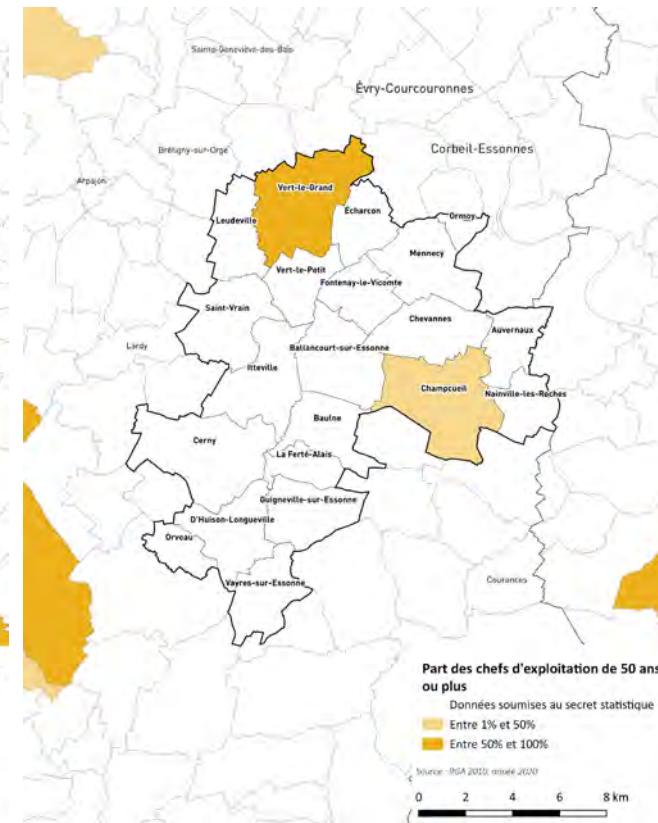 Sainte-Geneviève-des-Bois
Évry-Courcouronnes
Brétigny-sur-Orge
Corbeil-Essonnes
Arpajon
Vert-le-Grand
Leudeville
Écharcon
Ormoy
Mennecy
Vert-le-Petit
Fontenay-le-Vicomte
Saint-Vrain
Chevannes
Auvernaux
Lardy
Ballancourt-sur-Essonne
Itteville
Champcueil
Nainville-les-Roches
Baulne
Cerny
La Ferté-Alais
Guigneville-sur-Essonne
D'Huison-Longueville
Orveau
Vayres-sur-Essonne
Courances
Part des chefs d'exploitation de 50 ans
ou plus
Données soumises au secret statistique
Entre 1% et 50%
Entre 50% et 100%
Source : RGA 2010, année 2020
0 2 4 6 8 km